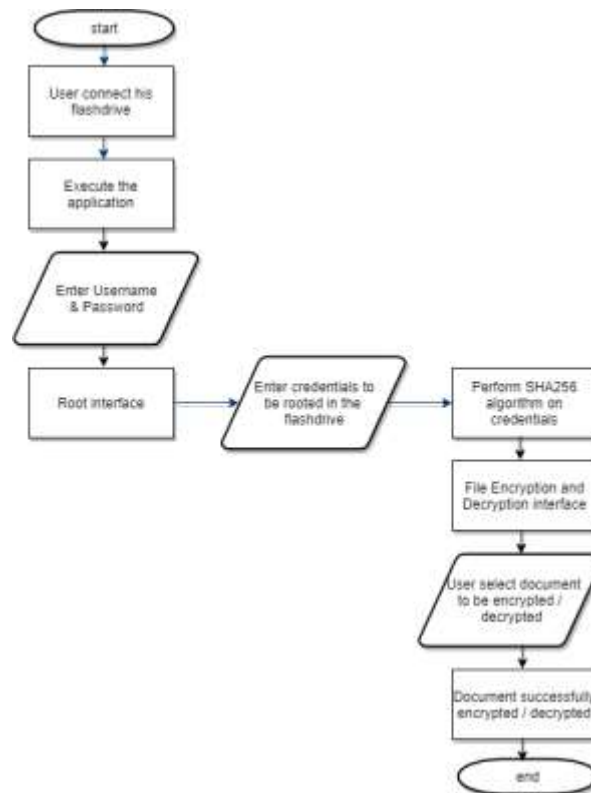 start
User connect his
flashdrive
Execute the
application
Enter Username
& Password
Root interface
Enter credentials to
be rooted in the
flashdrive
Perform SHA256
algorithm on
credentials
File Encryption and
Decryption interface
User select document
to be encrypted /
decrypted
Document successfully
encrypted / decrypted
end